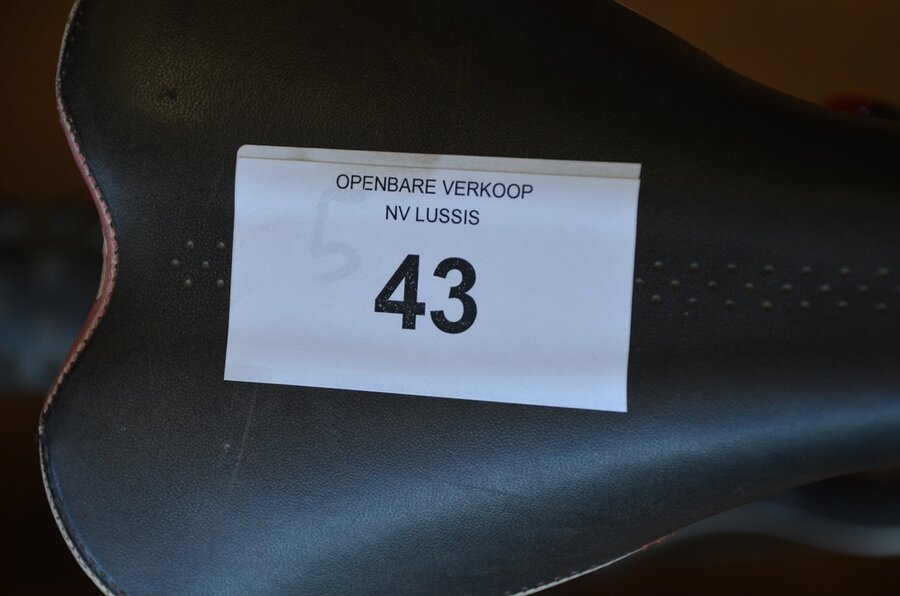 OPENBARE VERKOOP
NV LUSSIS
43